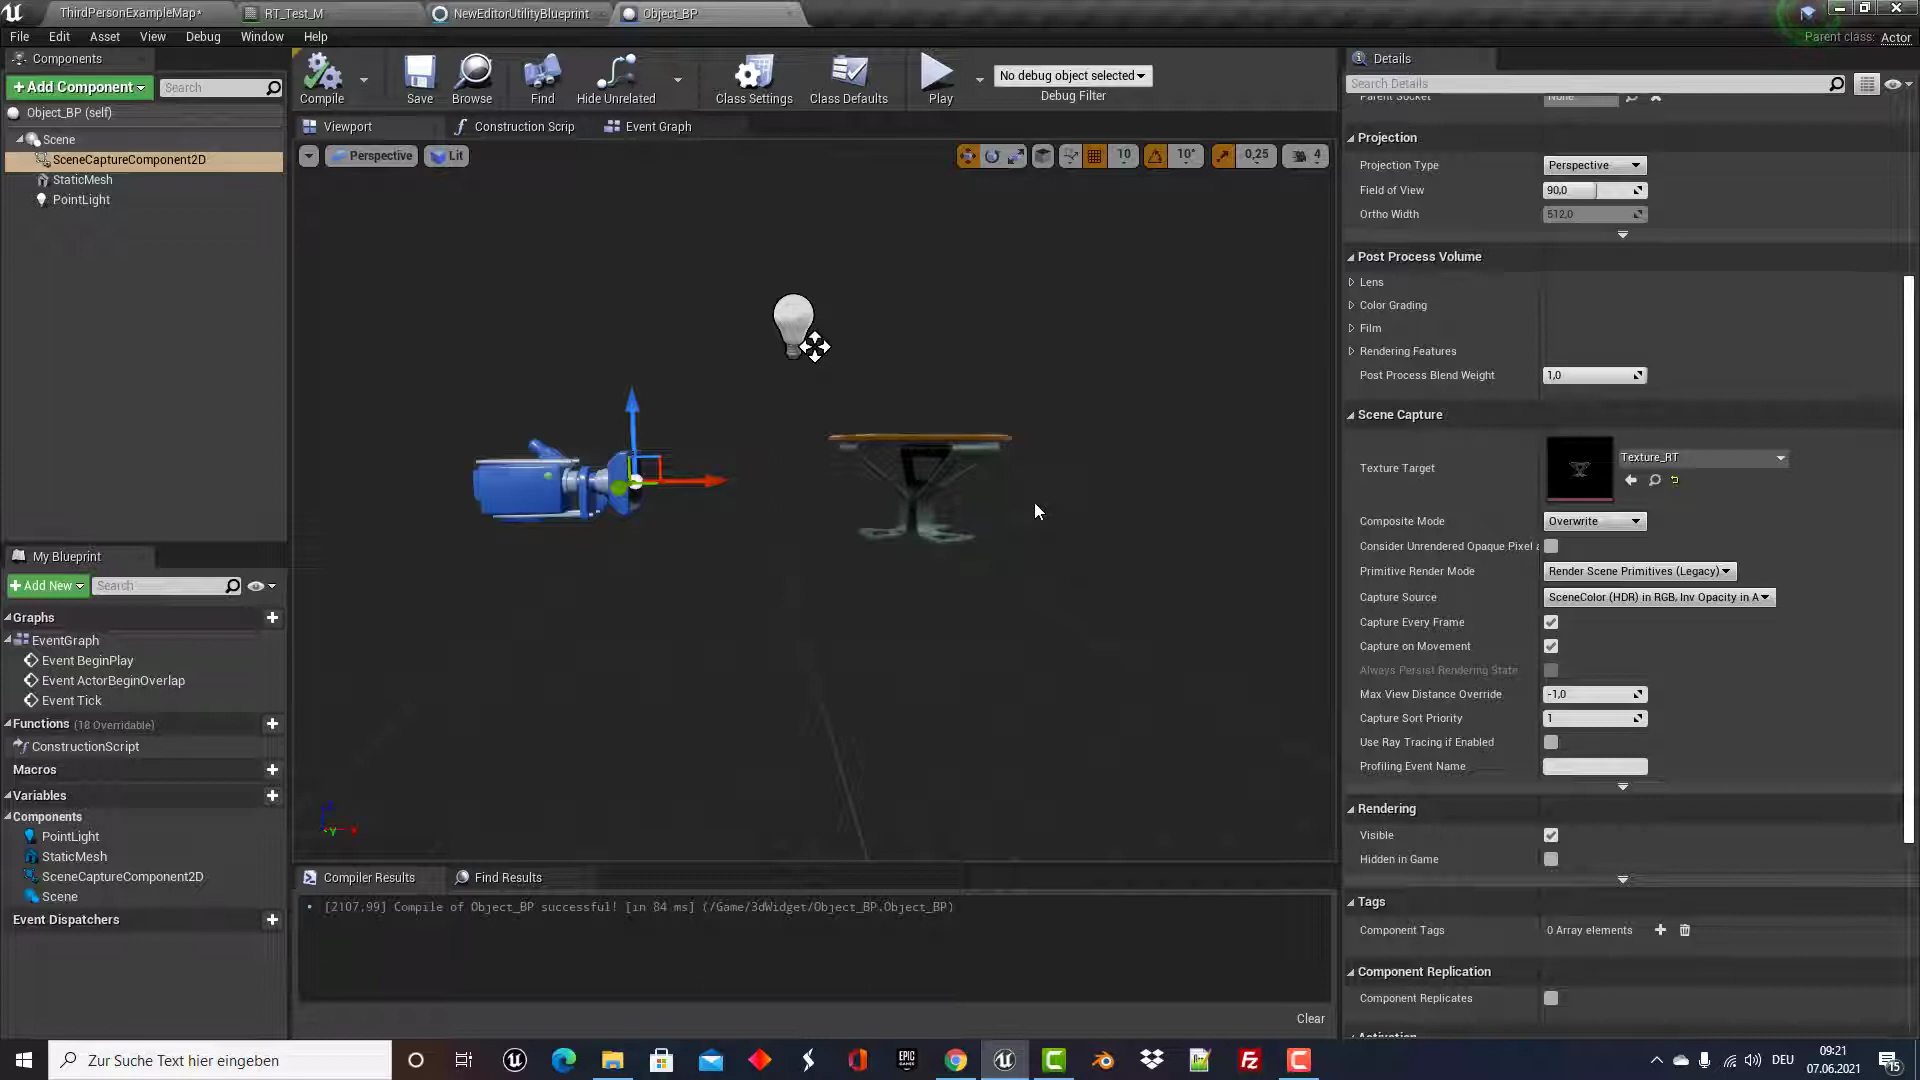 ThirdPersonExampleMap*
RT_Test_M
NewEditorUtilityBlueprint
Object_BP
File
Edit
Asset
View
Debug
Window
Help
Parent class: Actor
Components
+Add Component
Search
Object_BP (self)
Scene
SceneCaptureComponent2D
StaticMesh
PointLight
Compile
Save
Browse
Find
Hide Unrelated
Class Settings
Class Defaults
Play
No debug object selected
Debug Filter
Viewport
Construction Scrip
Event Graph
Perspective
Lit
10
10°
0,25
4
My Blueprint
+Add New
Search
Graphs
EventGraph
Event BeginPlay
Event ActorBeginOverlap
Event Tick
Functions (18 Overridable)
ConstructionScript
Macros
Variables
Components
PointLight
StaticMesh
SceneCaptureComponent2D
Scene
Event Dispatchers
Compiler Results
Find Results
[2107,99] Compile of Object_BP successful! [in 84 ms] (/Game/3dWidget/Object_BP.Object_BP)
Clear
Details
Search Details
Parent Socket
None
Projection
Projection Type
Perspective
Field of View
90,0
Ortho Width
512,0
Post Process Volume
Lens
Color Grading
Film
Rendering Features
Post Process Blend Weight
1,0
Scene Capture
Texture Target
Texture_RT
Composite Mode
Overwrite
Consider Unrendered Opaque Pixel a
Primitive Render Mode
Render Scene Primitives (Legacy)
Capture Source
SceneColor (HDR) in RGB, Inv Opacity in A
Capture Every Frame
Capture on Movement
Always Persist Rendering State
Max View Distance Override
-1,0
Capture Sort Priority
1
Use Ray Tracing if Enabled
Profiling Event Name
Rendering
Visible
Hidden in Game
Tags
Component Tags
0 Array elements
Component Replication
Component Replicates
Activation
Zur Suche Text hier eingeben
EPIC
DEU
09:21
07.06.2021
15